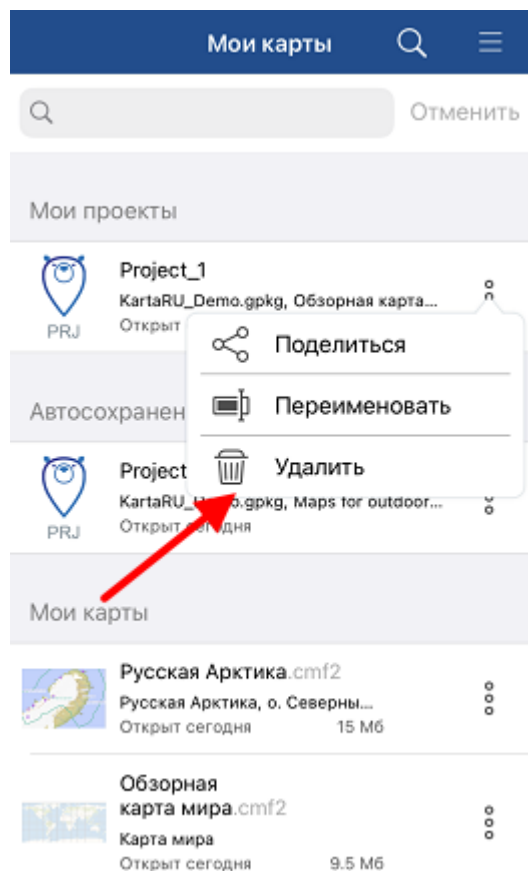 Мои карты
Отменить
Мои проекты
Project_1
KartaRU_Demo.gpkg, Обзорная карта...
PRJ
Открыт
Поделиться
Переименовать
Удалить
Project
gpkg, Maps for outdoor...
PRJ
Открыт
Мои карты
Русская Арктика.cmf2
Русская Арктика, о. Северны...
Открыт сегодня 15 Мб
Обзорная
карта мира.cmf2
Карта мира
Открыт сегодня 9.5 Мб